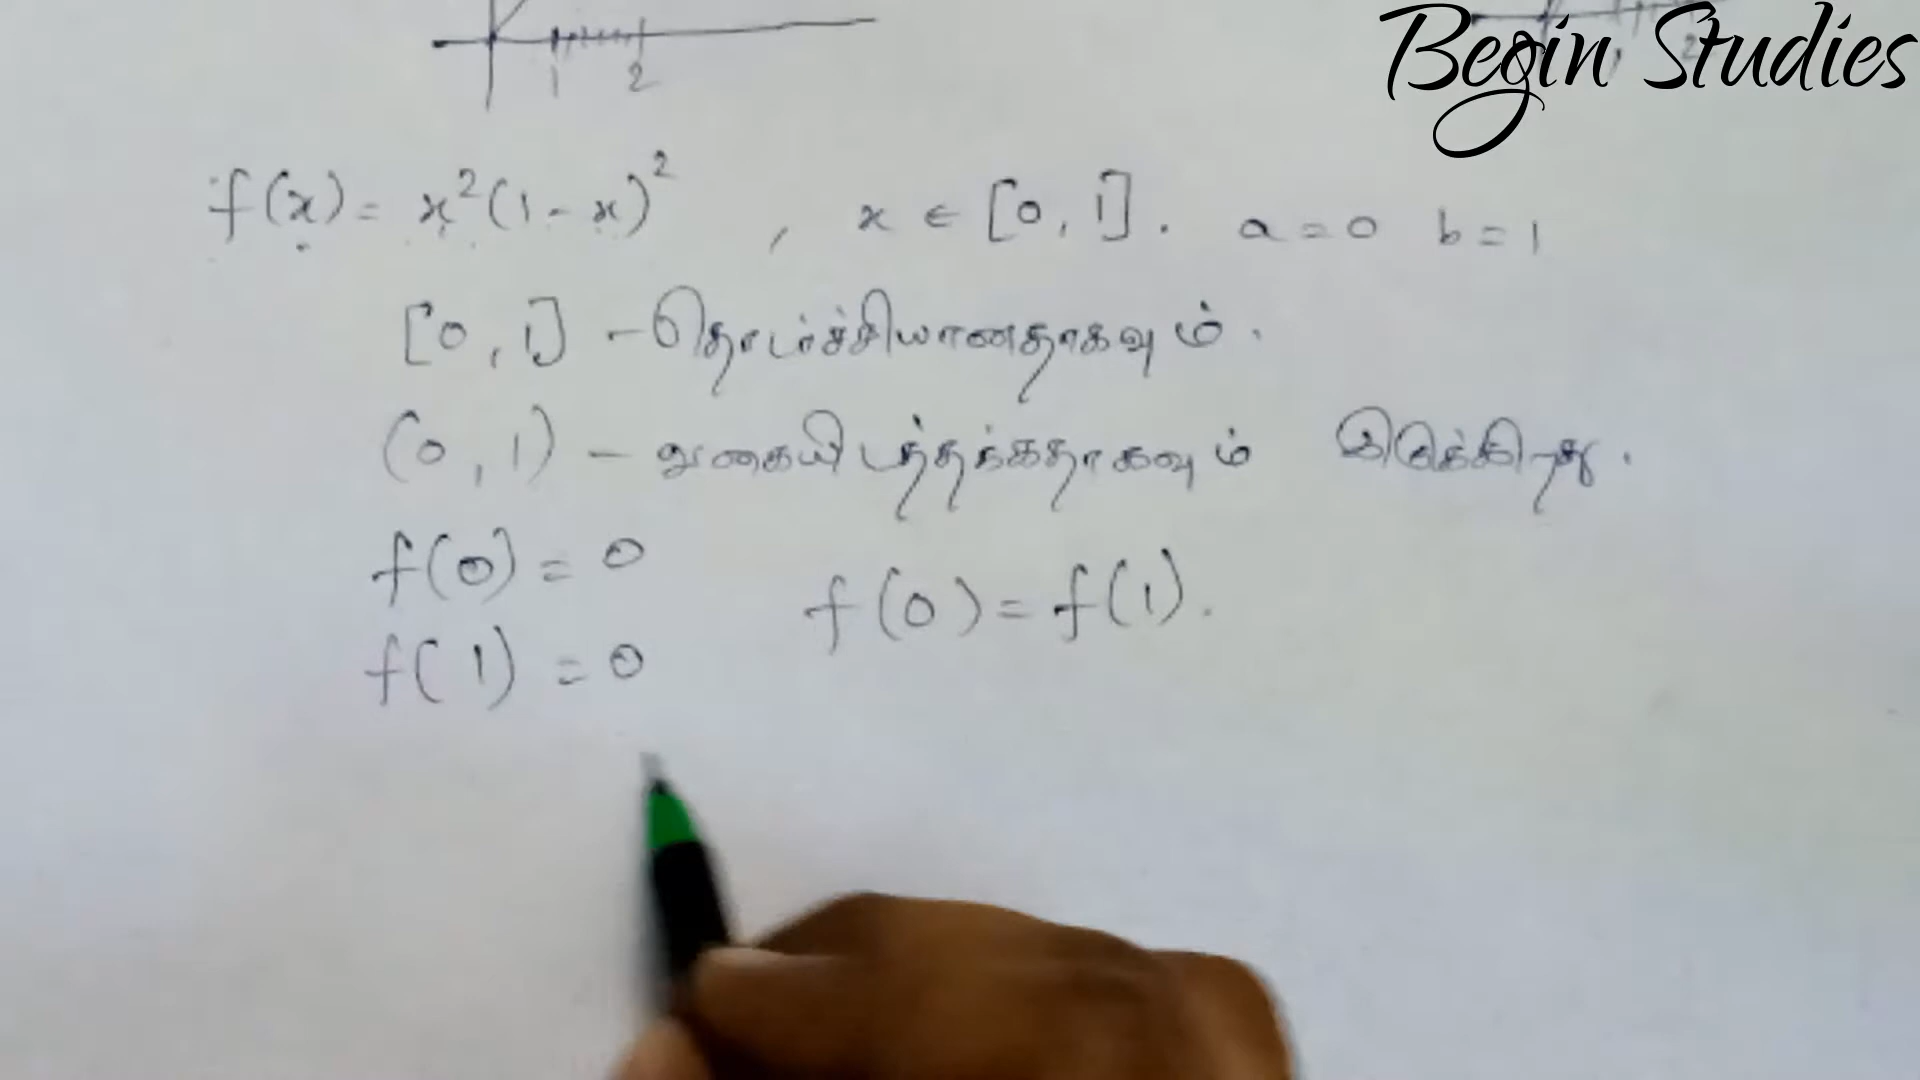 Begin Studies
1 2
2
f(x) = x²(1-x)² , x ∈ [0, 1]. a = 0 b = 1
[0, 1] - தொடர்ச்சியானதாகவும்.
(0, 1) - வகையிடத்தக்கதாகவும் இருக்கிறது.
f(0) = 0
f(0) = f(1).
f(1) = 0